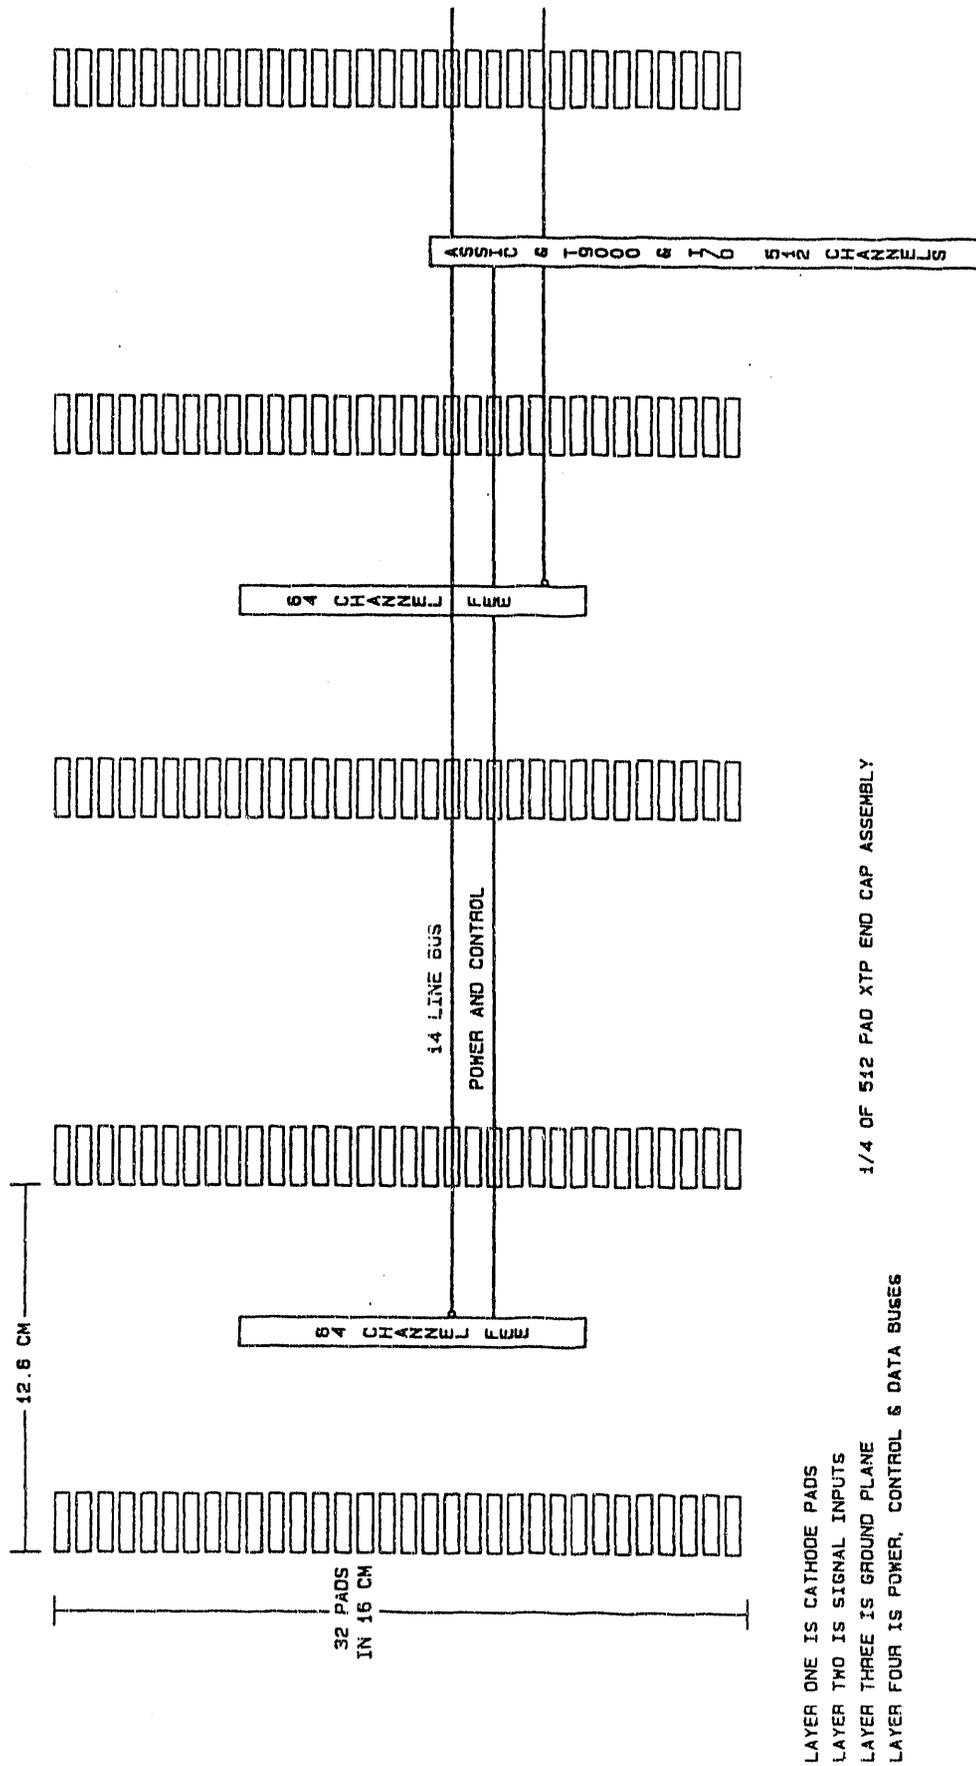 12.6 CM
32 PADS
IN 16 CM
64 CHANNEL FEE
14 LINE BUS
POWER AND CONTROL
64 CHANNEL FEE
ASSIC & T9000 & I/O 512 CHANNELS
1/4 OF 512 PAD XTP END CAP ASSEMBLY
LAYER ONE IS CATHODE PADS
LAYER TWO IS SIGNAL INPUTS
LAYER THREE IS GROUND PLANE
LAYER FOUR IS POWER, CONTROL & DATA BUSES